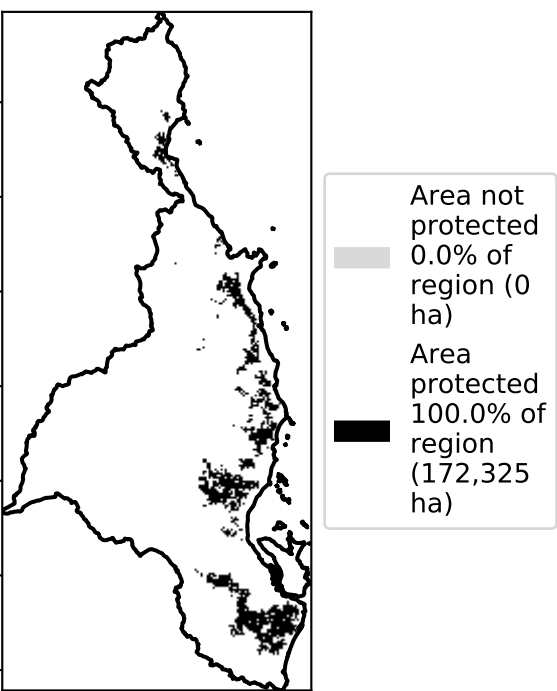 Area not
protected
0.0% of
region (0
ha)
Area
protected
100.0% of
region
(172,325
ha)